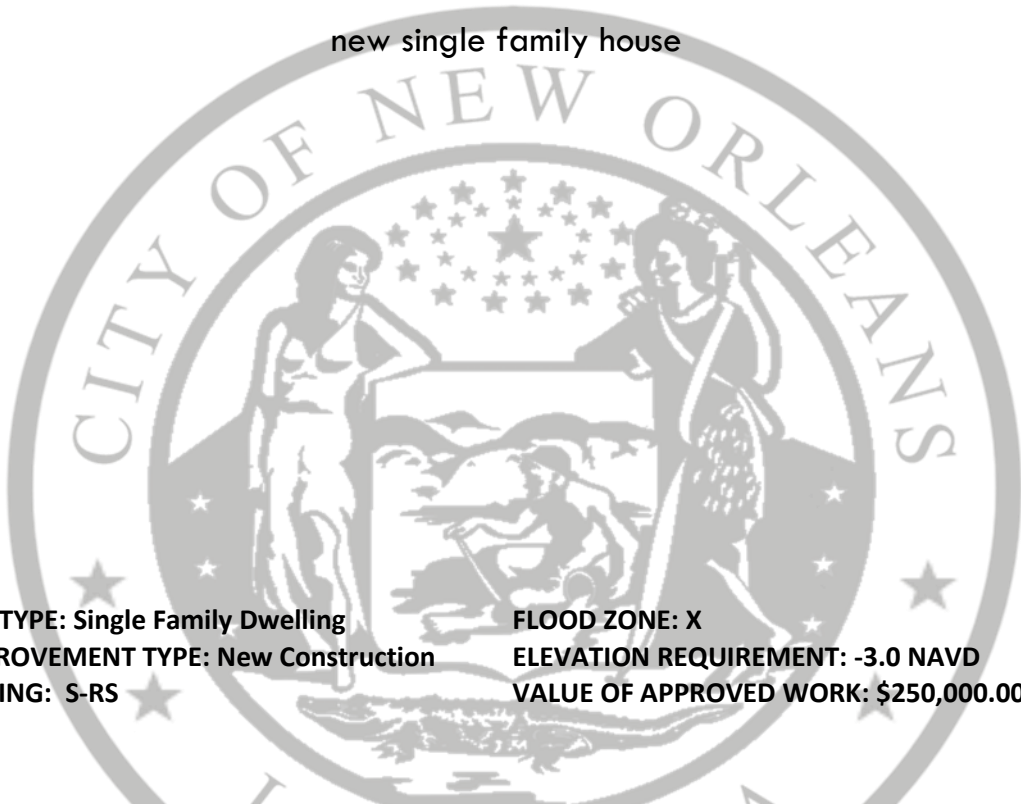 new single family house
CITY OF NEW ORLEANS
TYPE: Single Family Dwelling
FLOOD ZONE: X
ROVEMENT TYPE: New Construction
ELEVATION REQUIREMENT: -3.0 NAVD
ING: S-RS
VALUE OF APPROVED WORK: $250,000.00